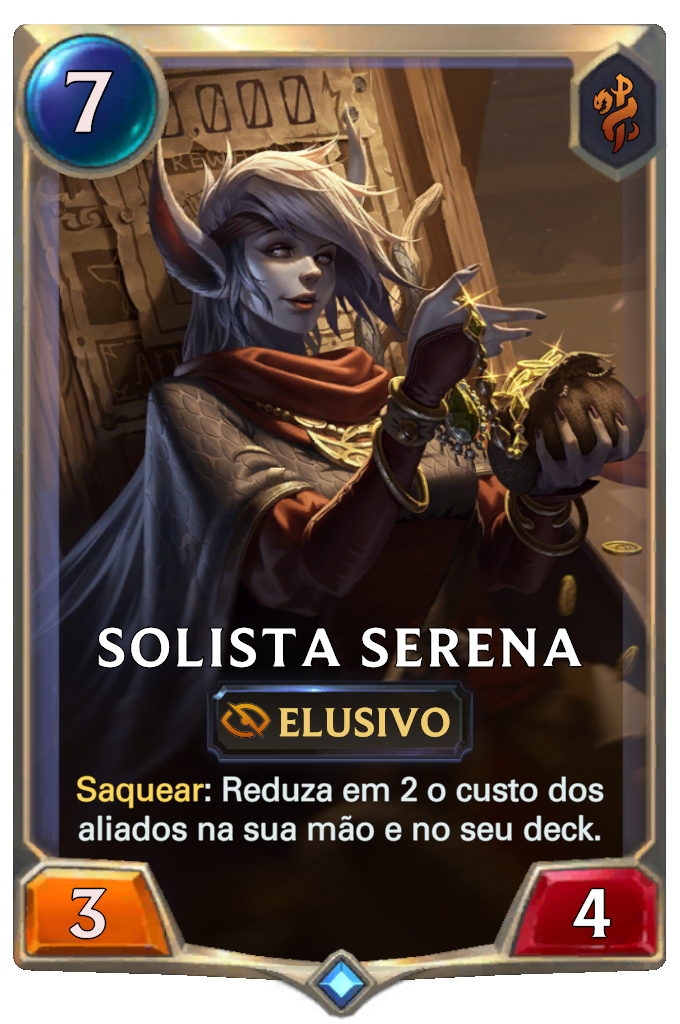 7
,000
SOLISTA SERENA
ELUSIVO
Saquear: Reduza em 2 o custo dos
aliados na sua mão e no seu deck.
3
4